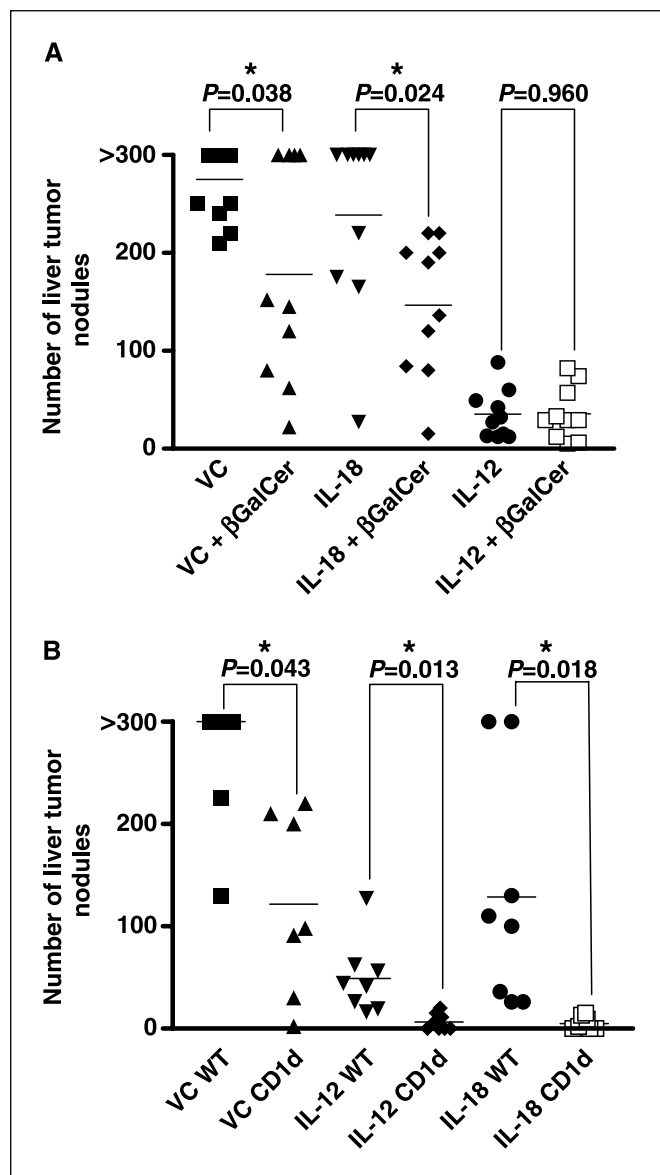 A
* *
P=0.038 P=0.024 P=0.960
>300
200
100
0
Number of liver tumor
nodules
VC
VC + βGalCer
IL-18
IL-18 + βGalCer
IL-12
IL-12 + βGalCer
B
* * *
P=0.043 P=0.013 P=0.018
>300
200
100
0
Number of liver tumor
nodules
VC WT
VC CD1d
IL-12 WT
IL-12 CD1d
IL-18 WT
IL-18 CD1d